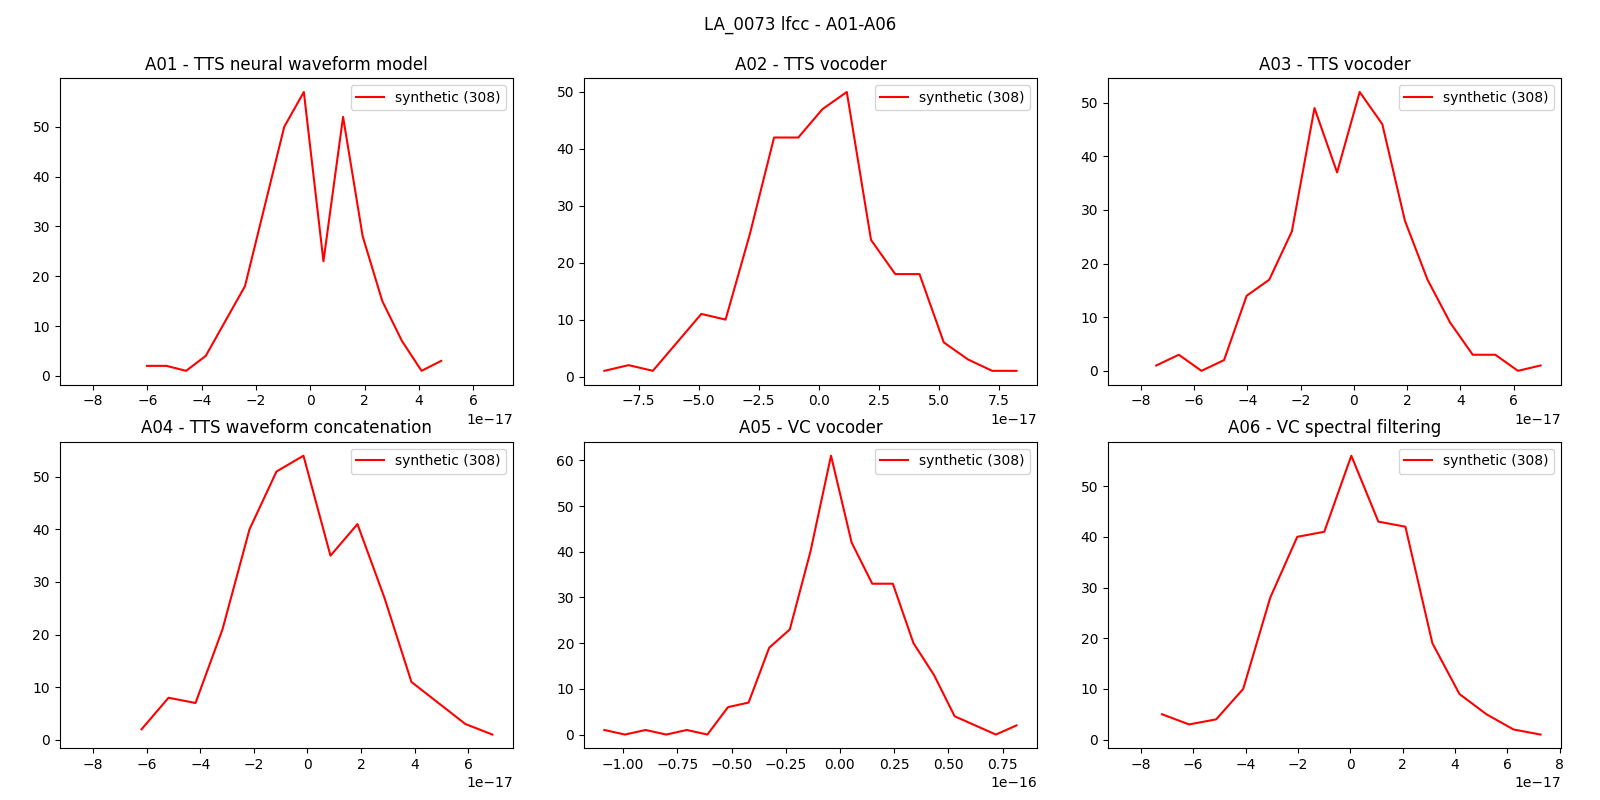 LA_0073 lfcc - A01-A06
A01 - TTS neural waveform model
synthetic (308)
50
40
30
20
10
0
−8 −6 −4 −2 0 2 4 6
1e−17
A02 - TTS vocoder
synthetic (308)
50
40
30
20
10
0
−7.5 −5.0 −2.5 0.0 2.5 5.0 7.5
1e−17
A03 - TTS vocoder
synthetic (308)
50
40
30
20
10
0
−8 −6 −4 −2 0 2 4 6
1e−17
A04 - TTS waveform concatenation
synthetic (308)
50
40
30
20
10
0
−8 −6 −4 −2 0 2 4 6
1e−17
A05 - VC vocoder
synthetic (308)
60
50
40
30
20
10
0
−1.00 −0.75 −0.50 −0.25 0.00 0.25 0.50 0.75
1e−16
A06 - VC spectral filtering
synthetic (308)
50
40
30
20
10
0
−8 −6 −4 −2 0 2 4 6 8
1e−17